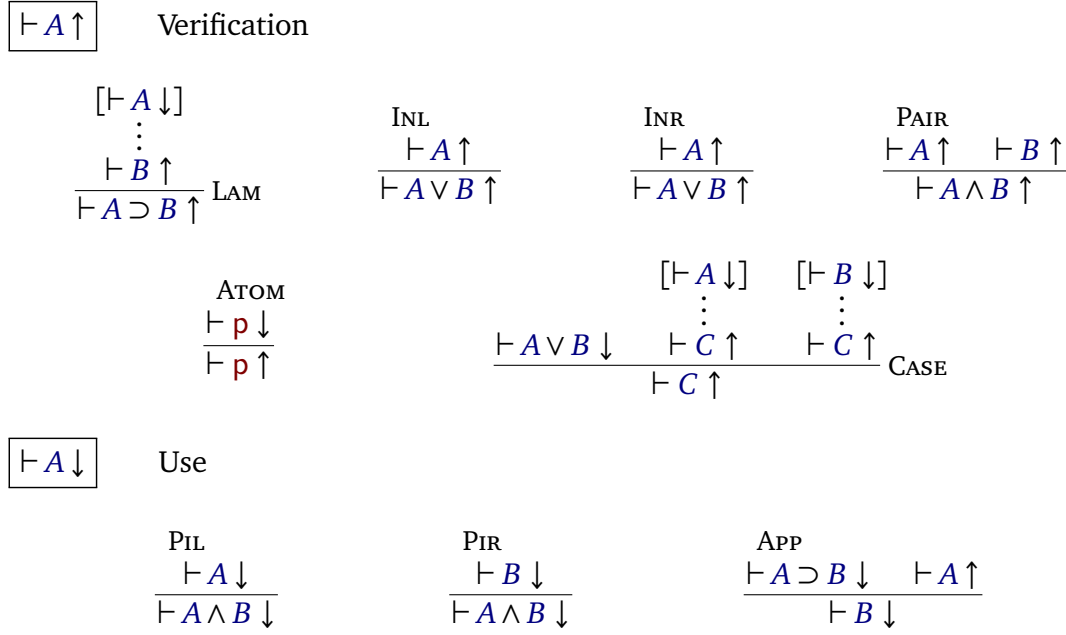 ⊢ A ↑ Verification
[⊢ A ↓]
⋮
⊢ B ↑
⊢ A ⊃ B ↑ LAM
INL
⊢ A ↑
⊢ A ∨ B ↑
INR
⊢ A ↑
⊢ A ∨ B ↑
PAIR
⊢ A ↑ ⊢ B ↑
⊢ A ∧ B ↑
ATOM
⊢ p ↓
⊢ p ↑
[⊢ A ↓] [⊢ B ↓]
⋮ ⋮
⊢ A ∨ B ↓ ⊢ C ↑ ⊢ C ↑
⊢ C ↑ CASE
⊢ A ↓ Use
PIL
⊢ A ↓
⊢ A ∧ B ↓
PIR
⊢ B ↓
⊢ A ∧ B ↓
APP
⊢ A ⊃ B ↓ ⊢ A ↑
⊢ B ↓